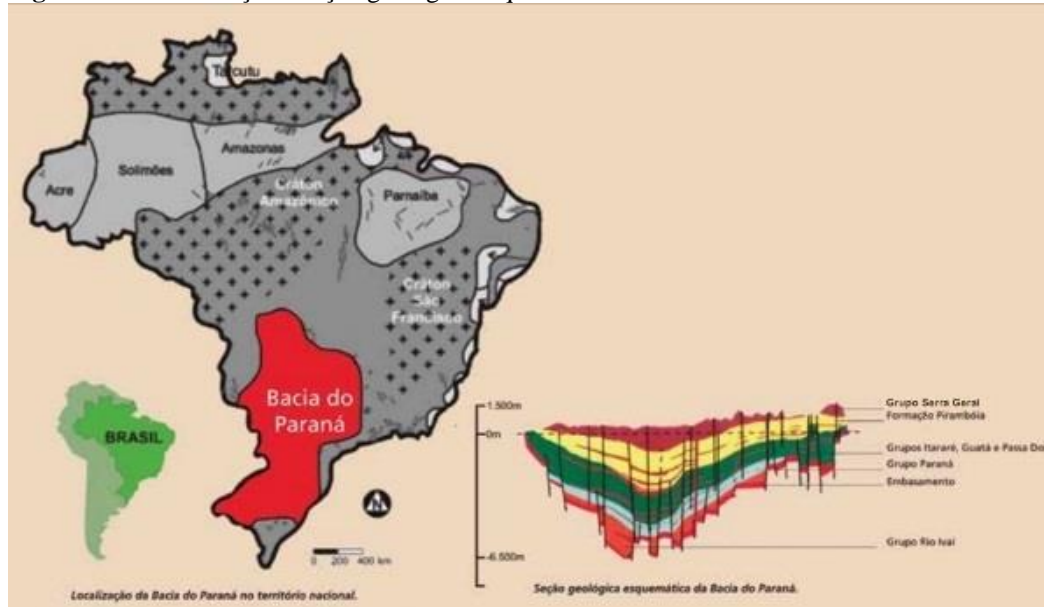 Tacutu
Amazonas
Solimões
Acre
Cráton
Amazônico
Parnaíba
Cráton
São
Francisco
Bacia do
Paraná
BRASIL
N
0 200 400 km
Localização da Bacia do Paraná no território nacional.
1.500m
0m
-6.500m
Grupo Serra Geral
Formação Pirambóia
Grupos Itararé, Guatá e Passa Do
Grupo Paraná
Embasamento
Grupo Rio Ivaí
Seção geológica esquemática da Bacia do Paraná.